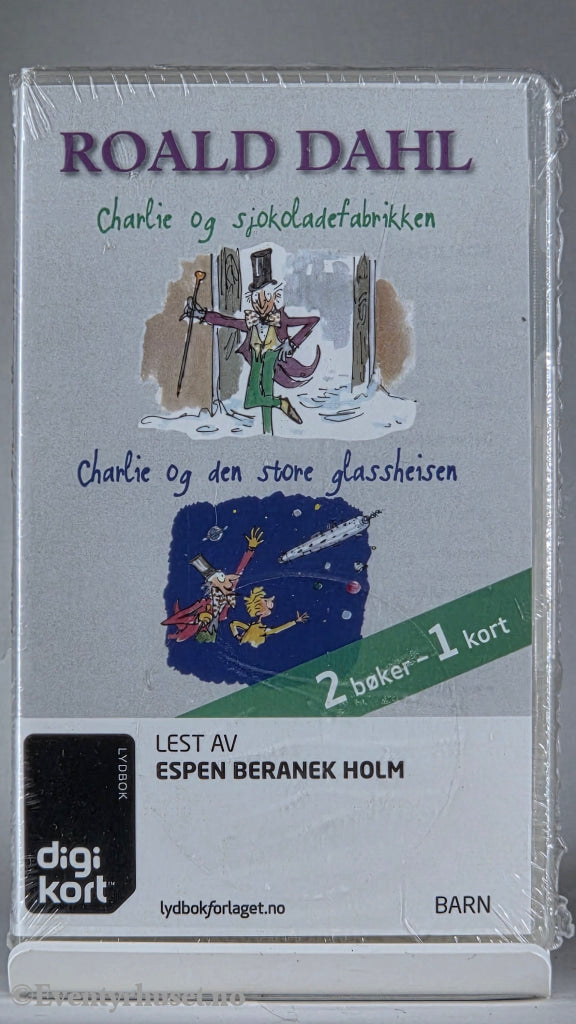 ROALD DAHL
Charlie og sjokoladefabrikken
Charlie og den store glassheisen
2 bøker - 1 kort
LEST AV
ESPEN BERANEK HOLM
LYDBOK
digi
kort™
lydbokforlaget.no
BARN
©Eventyrhuset.no